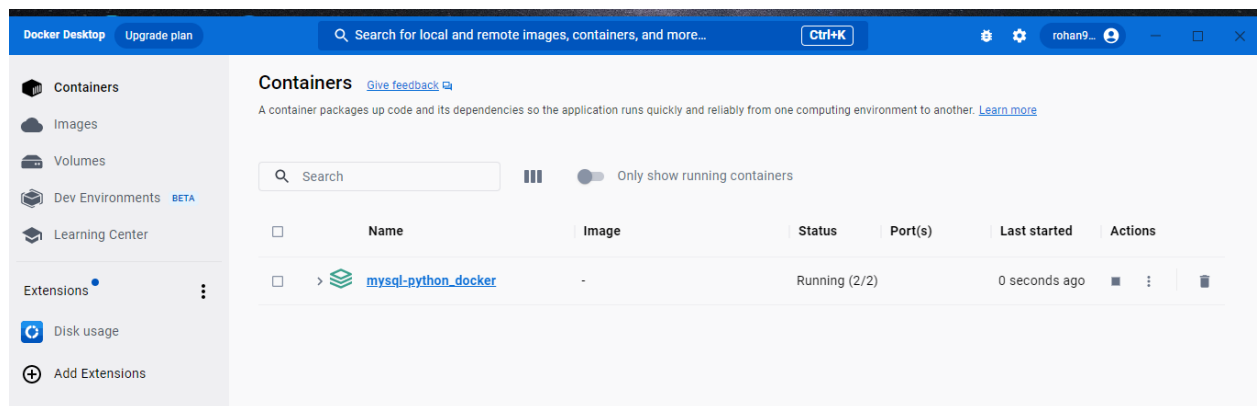 Docker Desktop Upgrade plan Search for local and remote images, containers, and more... Ctrl+K rohan9...
Containers
Images
Volumes
Dev Environments BETA
Learning Center
Extensions
Disk usage
Add Extensions
Containers Give feedback
A container packages up code and its dependencies so the application runs quickly and reliably from one computing environment to another. Learn more
Search Only show running containers
Name Image Status Port(s) Last started Actions
mysql-python_docker - Running (2/2) 0 seconds ago